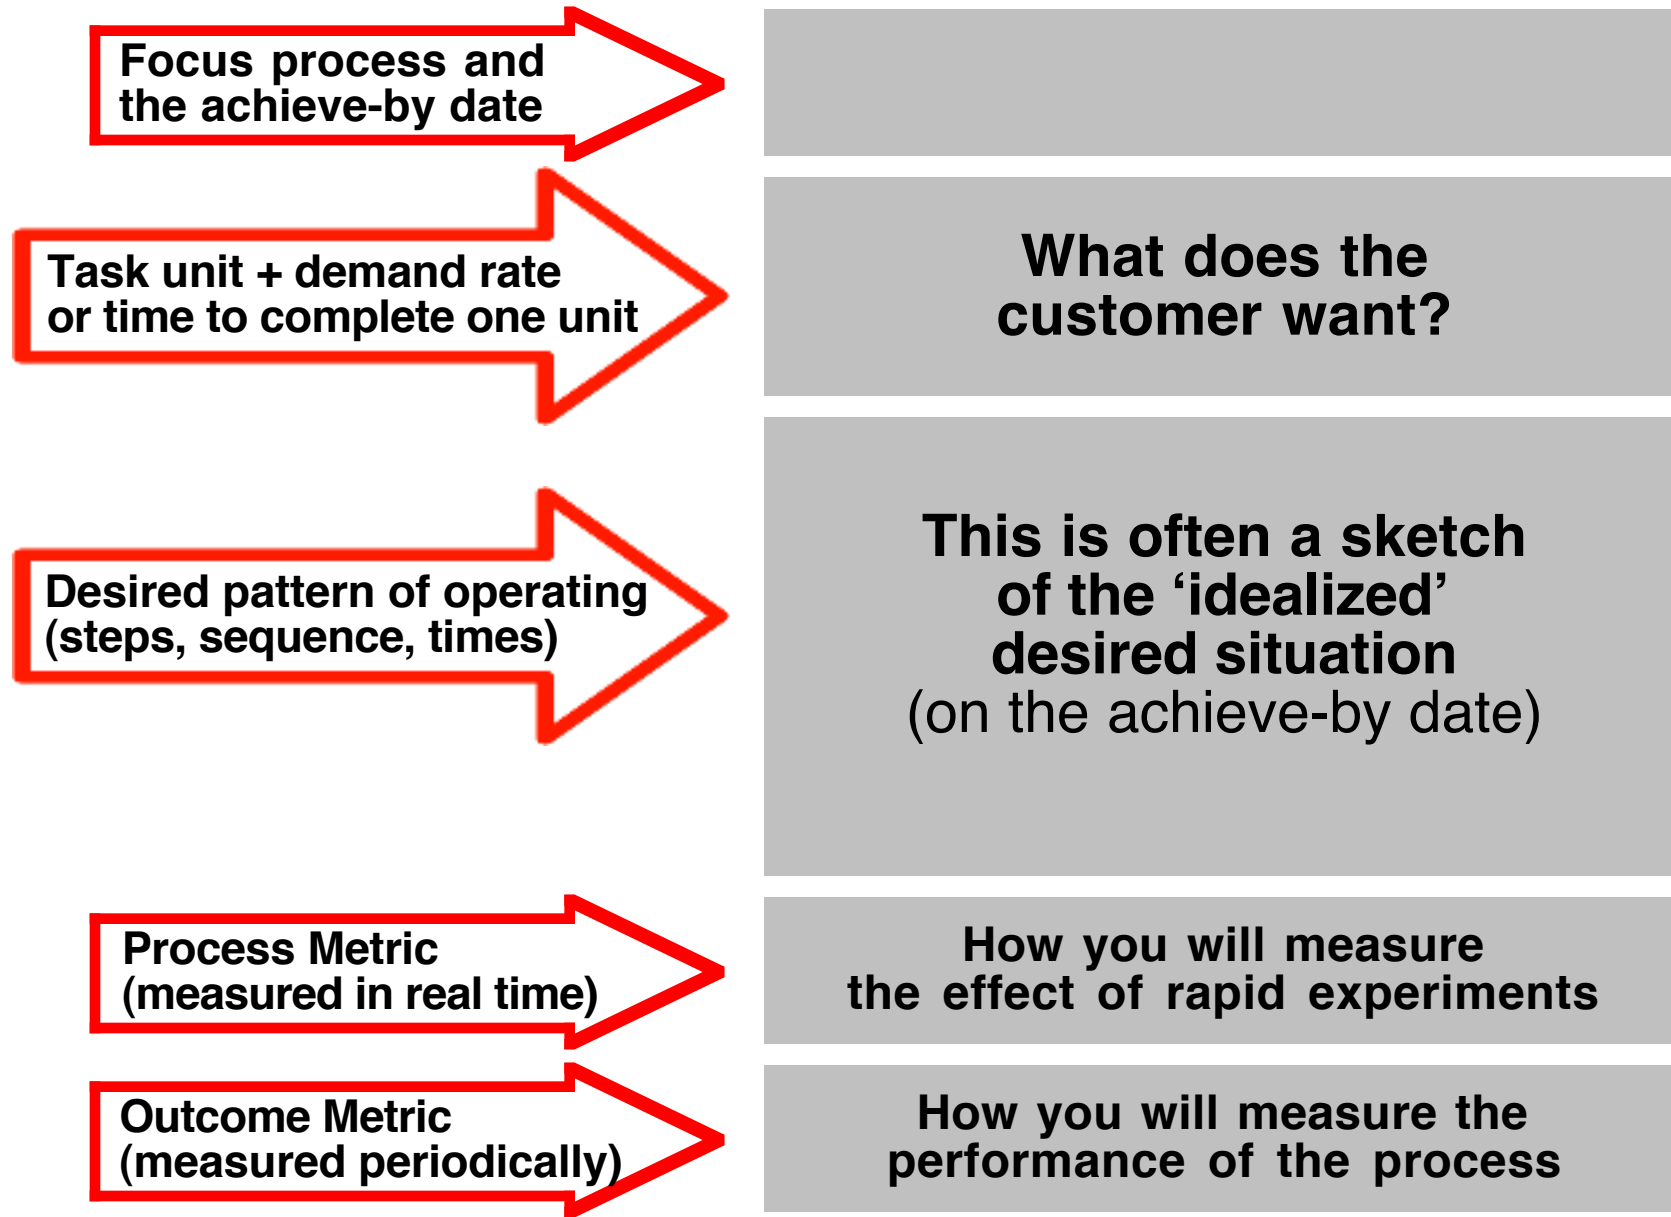 Focus process and
the achieve-by date
Task unit + demand rate
or time to complete one unit
What does the
customer want?
Desired pattern of operating
(steps, sequence, times)
This is often a sketch
of the ‘idealized’
desired situation
(on the achieve-by date)
Process Metric
(measured in real time)
How you will measure
the effect of rapid experiments
Outcome Metric
(measured periodically)
How you will measure the
performance of the process